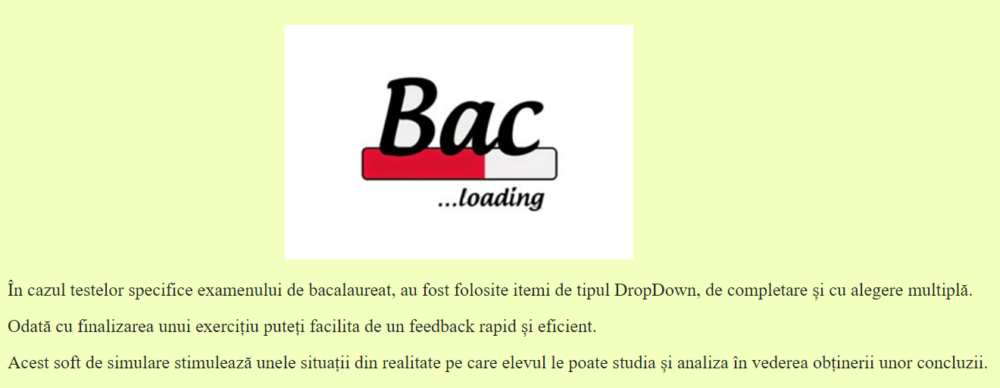 Bac
...loading
În cazul testelor specifice examenului de bacalaureat, au fost folosite itemi de tipul DropDown, de completare și cu alegere multiplă.
Odată cu finalizarea unui exercițiu puteți facilita de un feedback rapid și eficient.
Acest soft de simulare stimulează unele situații din realitate pe care elevul le poate studia și analiza în vederea obținerii unor concluzii.